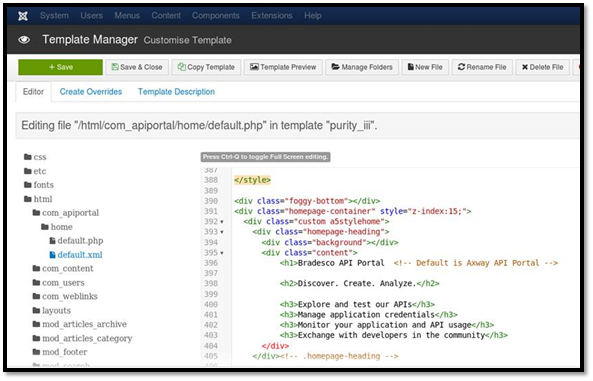 System Users Menus Content Components Extensions Help
Template Manager Customise Template
+ Save Save & Close Copy Template Template Preview Manage Folders New File Rename File Delete File
Editor Create Overrides Template Description
Editing file "/html/com_apiportal/home/default.php" in template "purity_iii".
css
etc
fonts
html
com_apiportal
home
default.php
default.xml
com_content
com_users
com_weblinks
layouts
mod_articles_archive
mod_articles_category
mod_footer
mod_search
Press Ctrl-Q to toggle Full Screen editing.
387
388 </style>
389
390 <div class="foggy-bottom"></div>
391 <div class="homepage-container" style="z-index:15;">
392 <div class="custom a5stylehome">
393 <div class="homepage-heading">
394 <div class="background"></div>
395 <div class="content">
396 <h1>Bradesco API Portal <!-- Default is Axway API Portal -->
397
398 <h2>Discover. Create. Analyze.</h2>
399
400 <h3>Explore and test our APIs</h3>
401 <h3>Manage application credentials</h3>
402 <h3>Monitor your application and API usage</h3>
403 <h3>Exchange with developers in the community</h3>
404 </div>
405 </div><!-- .homepage-heading -->